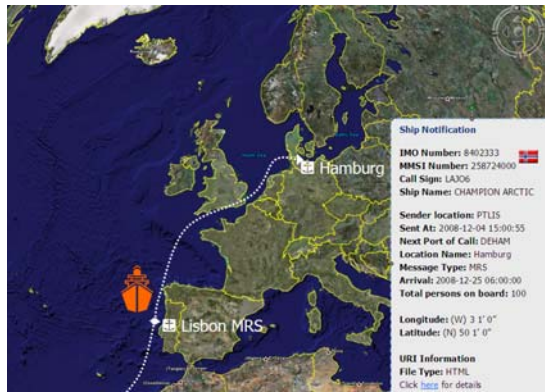 Hamburg
Lisbon MRS
Ship Notification
IMO Number: 8402333
MMSI Number: 258724000
Call Sign: LAJO6
Ship Name: CHAMPION ARCTIC
Sender location: PTLIS
Sent At: 2008-12-04 15:00:55
Next Port of Call: DEHAM
Location Name: Hamburg
Message Type: MRS
Arrival: 2008-12-25 06:00:00
Total persons on board: 100
Longitude: (W) 3 1' 0"
Latitude: (N) 50 1' 0"
URI Information
File Type: HTML
Click here for details